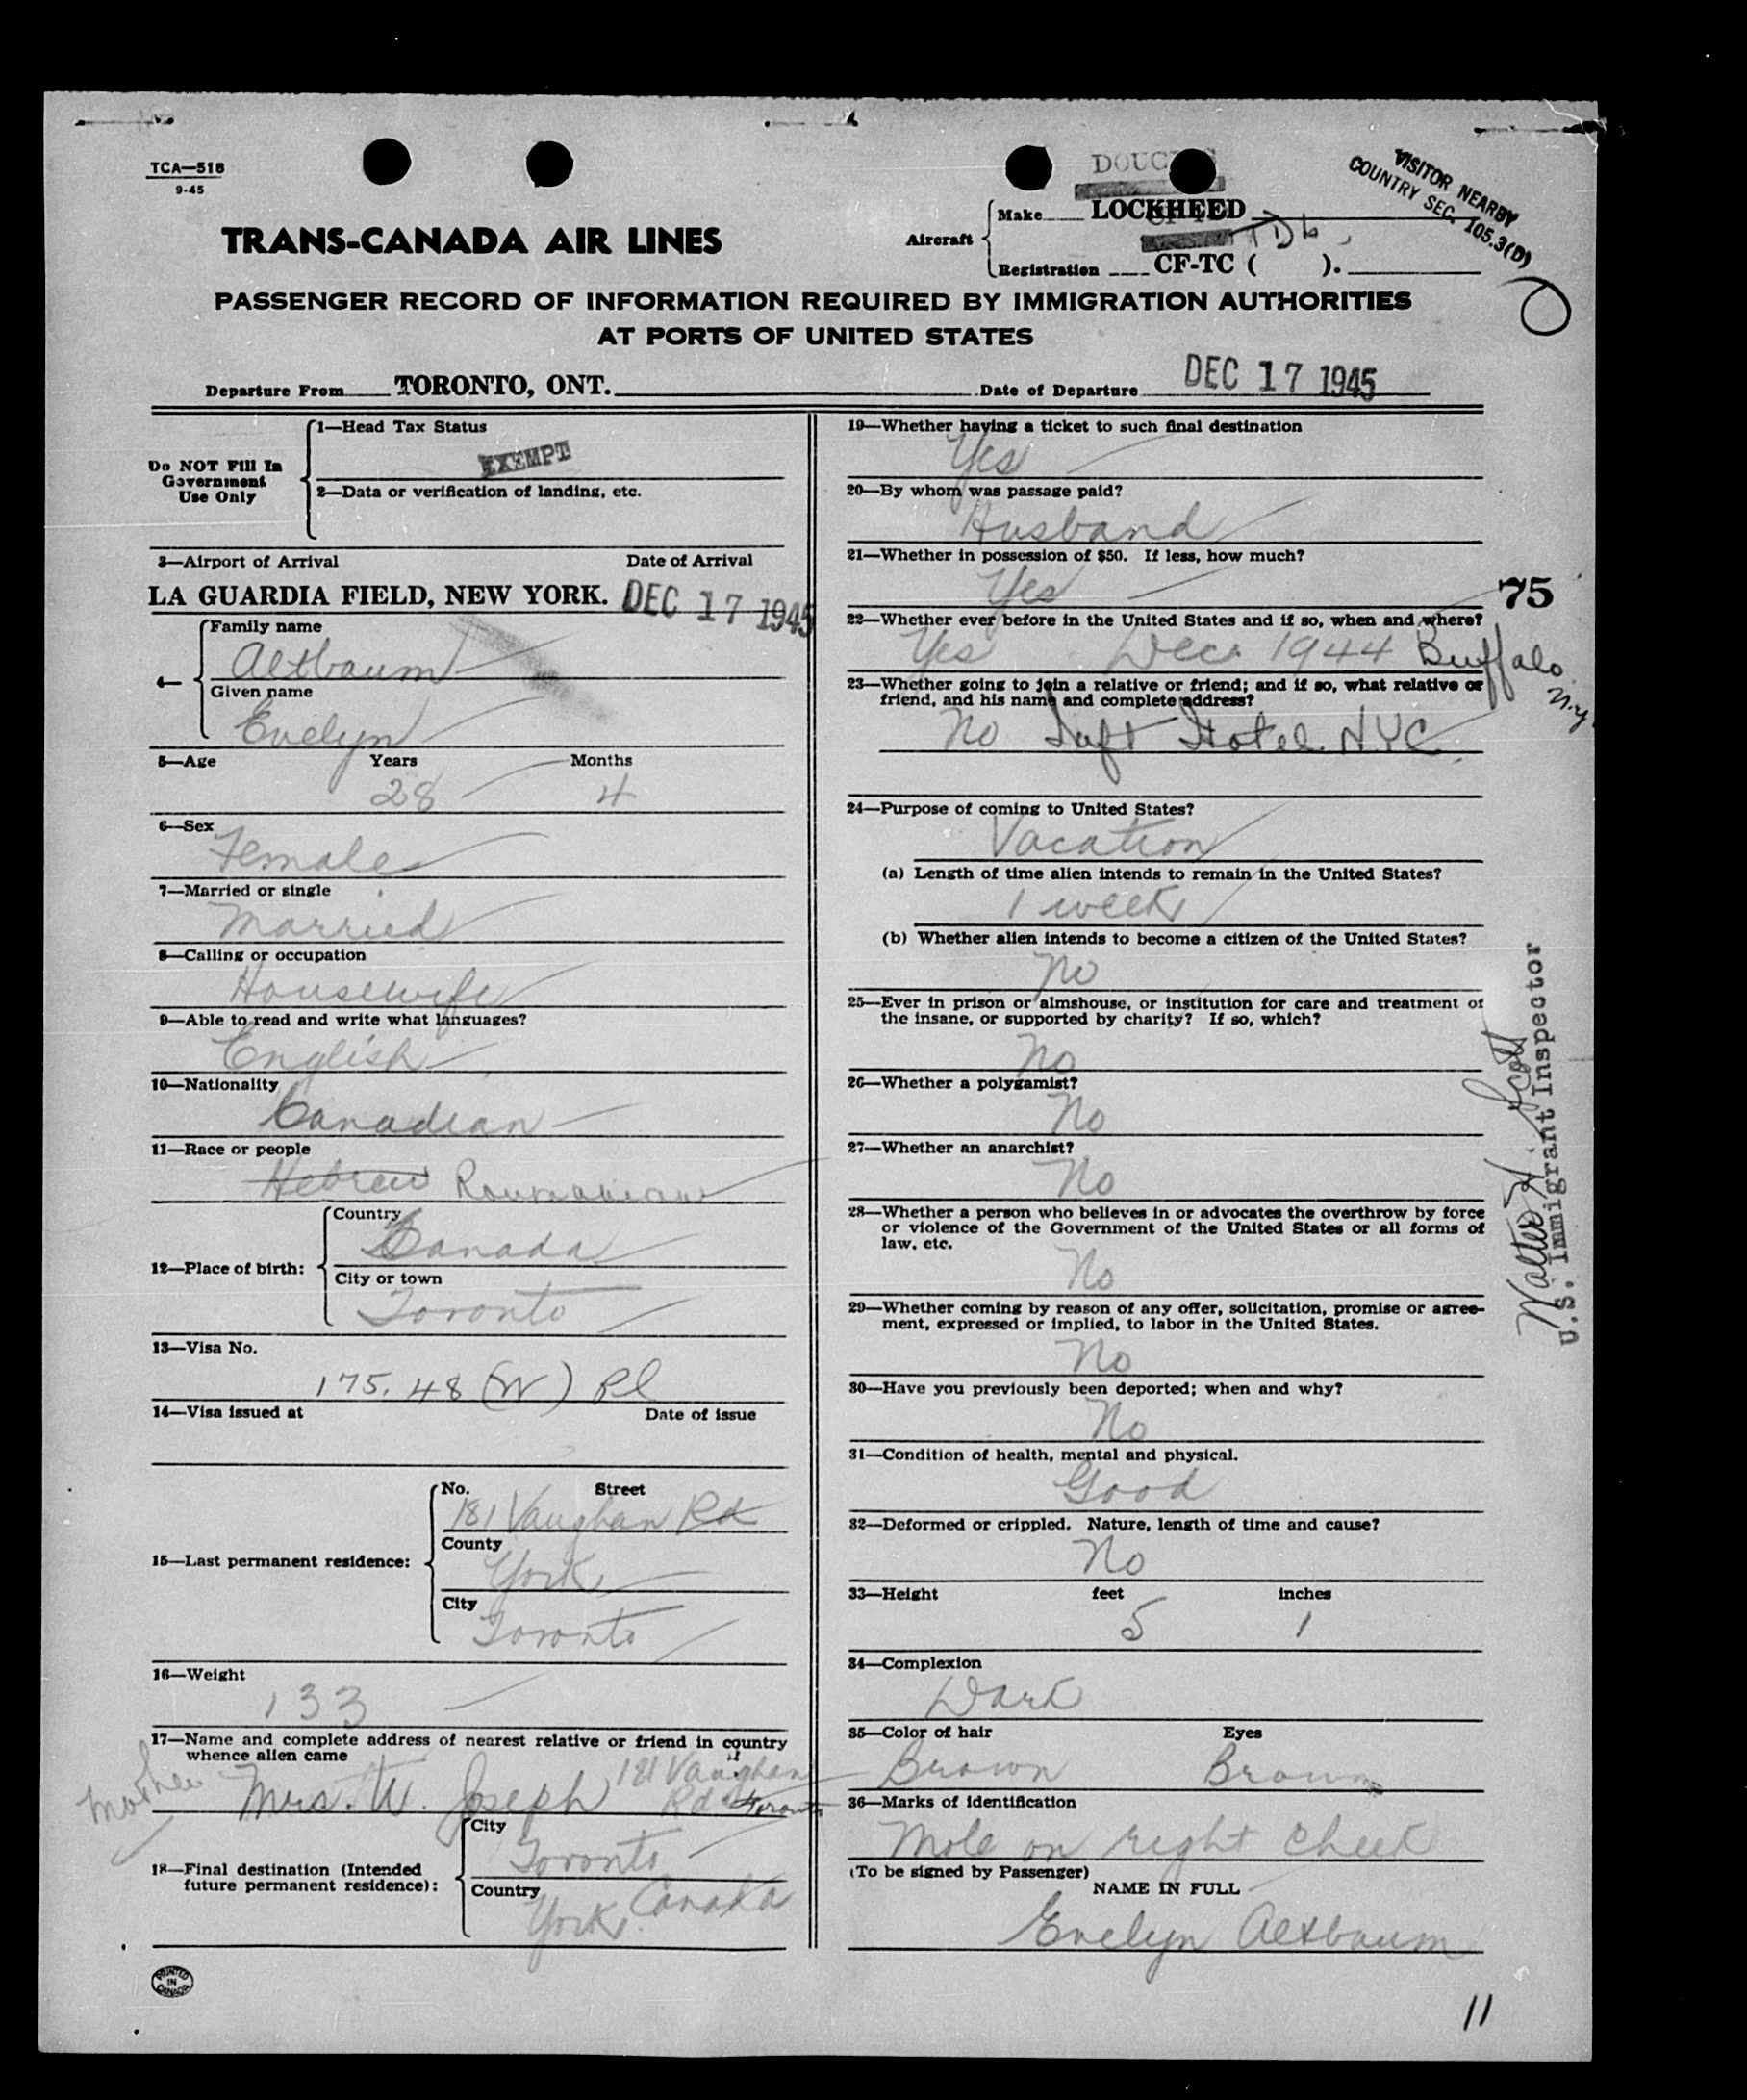 TCA—518
9-45
DOUG
VISITOR NEARBY
COUNTRY SEC. 105.3(D)
TRANS-CANADA AIR LINES
Aircraft
Make LOCKHEED
TDL
Registration CF-TC ( ).
PASSENGER RECORD OF INFORMATION REQUIRED BY IMMIGRATION AUTHORITIES
AT PORTS OF UNITED STATES
Departure From TORONTO, ONT. Date of Departure DEC 17 1945
Do NOT Fill In
Government
Use Only
1—Head Tax Status
EXEMPT
2—Data or verification of landing, etc.
3—Airport of Arrival Date of Arrival
LA GUARDIA FIELD, NEW YORK. DEC 17 1945
4—
Family name
Altbaum
Given name
Evelyn
5—Age Years Months
28 4
6—Sex
Female
7—Married or single
Married
8—Calling or occupation
Housewife
9—Able to read and write what languages?
English
10—Nationality
Canadian
11—Race or people
Hebrew Roumanian
12—Place of birth:
Country
Canada
City or town
Toronto
13—Visa No.
175.48 (W) Pl
14—Visa issued at Date of issue
15—Last permanent residence:
No. Street
181 Vaughan Rd
County
York
City
Toronto
16—Weight
133
17—Name and complete address of nearest relative or friend in country
whence alien came
Mother Mrs. W. Joseph 181 Vaughan
Rd Toronto
18—Final destination (Intended
future permanent residence):
City
Toronto
Country
York Canada
PRINTED
IN
CANADA
19—Whether having a ticket to such final destination
Yes
20—By whom was passage paid?
Husband
21—Whether in possession of $50. If less, how much?
Yes
75
22—Whether ever before in the United States and if so, when and where?
Yes Dec. 1944 Buffalo
N.Y.
23—Whether going to join a relative or friend; and if so, what relative or
friend, and his name and complete address?
No Taft Hotel NYC
24—Purpose of coming to United States?
Vacation
(a) Length of time alien intends to remain in the United States?
1 week
(b) Whether alien intends to become a citizen of the United States?
No
25—Ever in prison or almshouse, or institution for care and treatment of
the insane, or supported by charity? If so, which?
No
26—Whether a polygamist?
No
27—Whether an anarchist?
No
28—Whether a person who believes in or advocates the overthrow by force
or violence of the Government of the United States or all forms of
law, etc.
No
29—Whether coming by reason of any offer, solicitation, promise or agree-
ment, expressed or implied, to labor in the United States.
No
30—Have you previously been deported; when and why?
No
31—Condition of health, mental and physical.
Good
32—Deformed or crippled. Nature, length of time and cause?
No
33—Height feet inches
5 1
34—Complexion
Dark
35—Color of hair Eyes
Brown Brown
36—Marks of identification
Mole on right cheek
(To be signed by Passenger)
NAME IN FULL
Evelyn Altbaum
Walter H. Scott
U.S. Immigrant Inspector
11